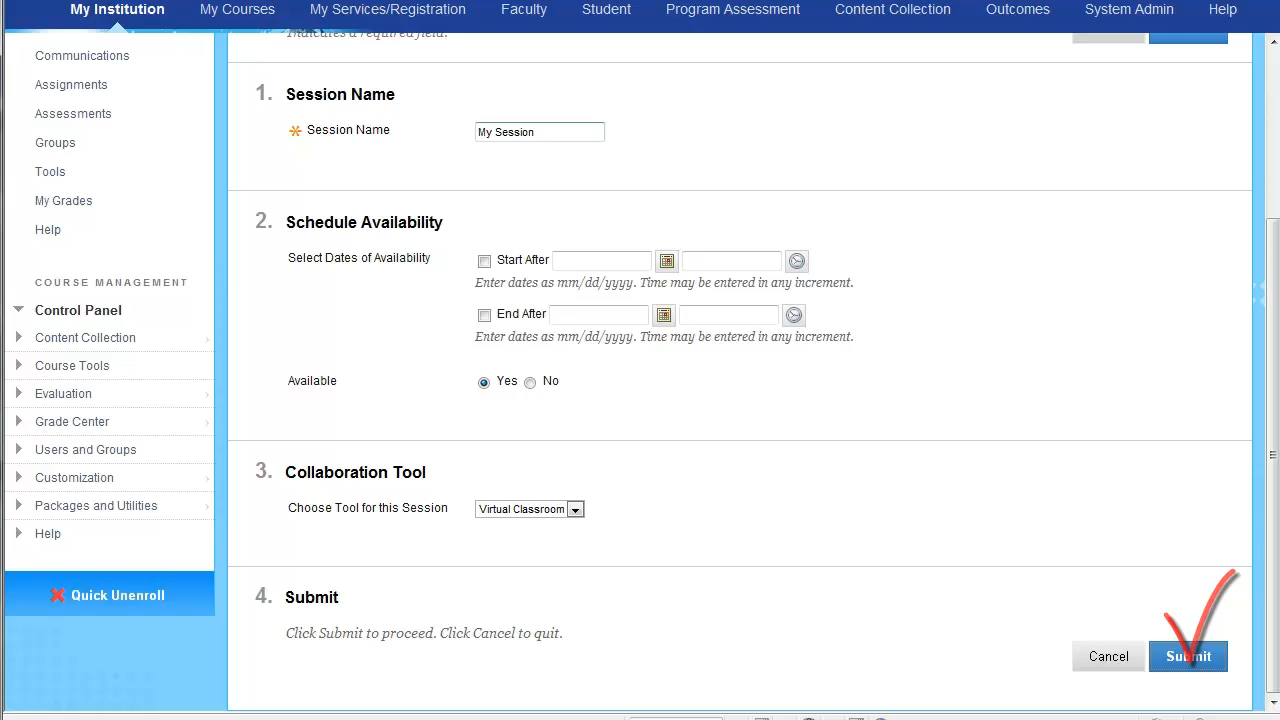 My Institution My Courses My Services/Registration Faculty Student Program Assessment Content Collection Outcomes System Admin Help
Indicates a required field.
Communications
Assignments
Assessments
Groups
Tools
My Grades
Help
COURSE MANAGEMENT
Control Panel
Content Collection
Course Tools
Evaluation
Grade Center
Users and Groups
Customization
Packages and Utilities
Help
Quick Unenroll
1. Session Name
Session Name My Session
2. Schedule Availability
Select Dates of Availability Start After
Enter dates as mm/dd/yyyy. Time may be entered in any increment.
End After
Enter dates as mm/dd/yyyy. Time may be entered in any increment.
Available Yes No
3. Collaboration Tool
Choose Tool for this Session Virtual Classroom
4. Submit
Click Submit to proceed. Click Cancel to quit.
Cancel Submit